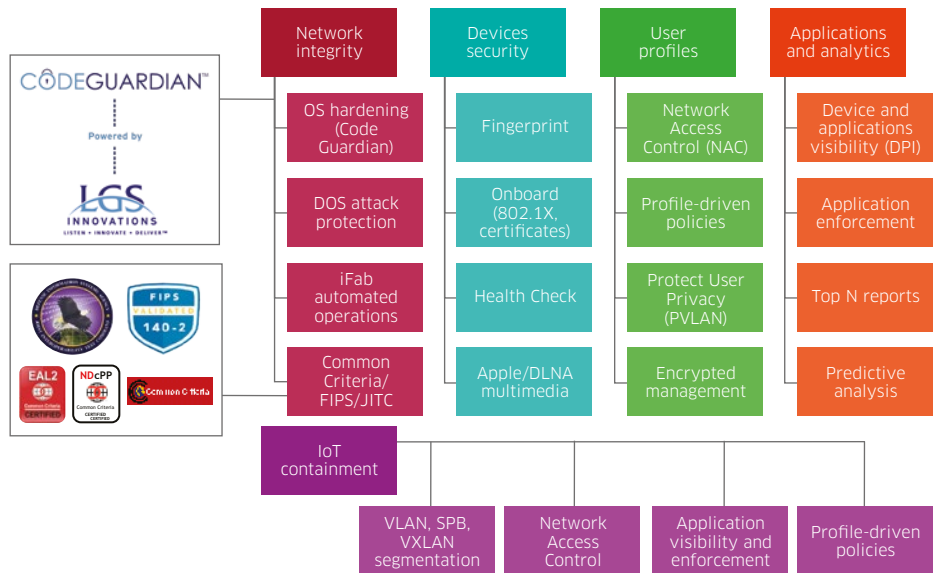 Network
integrity
Devices
security
User
profiles
Applications
and analytics
CODEGUARDIAN™
Powered by
LGS
INNOVATIONS
LISTEN • INNOVATE • DELIVER™
OS hardening
(Code
Guardian)
Fingerprint
Network
Access
Control (NAC)
Device and
applications
visibility (DPI)
DOS attack
protection
Onboard
(802.1X,
certificates)
Profile-driven
policies
Application
enforcement
iFab
automated
operations
Health Check
Protect User
Privacy
(PVLAN)
Top N reports
FIPS
VALIDATED
140-2
EAL2
Common Criteria
CERTIFIED
NDcPP
Common Criteria
CERTIFIED
CERTIFIED
Common Criteria
Common
Criteria/
FIPS/JITC
Apple/DLNA
multimedia
Encrypted
management
Predictive
analysis
IoT
containment
VLAN, SPB,
VXLAN
segmentation
Network
Access
Control
Application
visibility and
enforcement
Profile-driven
policies